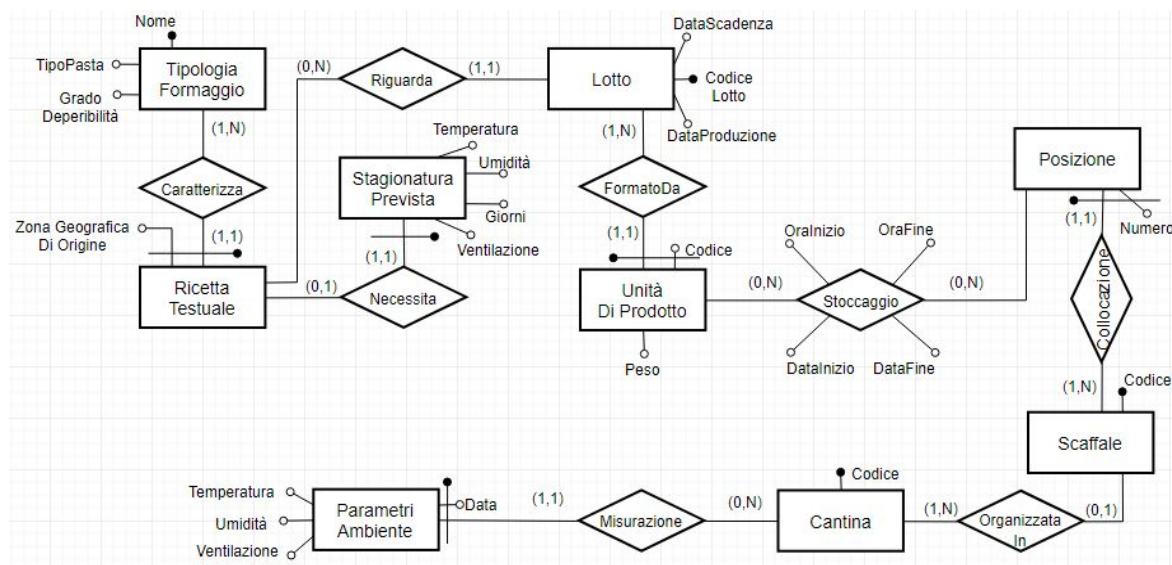 Nome
TipoPasta
Tipologia
Formaggio
Grado
Deperibilità
(1,N)
Caratterizza
(1,1)
Zona Geografica
Di Origine
Ricetta
Testuale
(0,N)
Riguarda
(1,1)
Lotto
DataScadenza
Codice
Lotto
DataProduzione
Temperatura
Umidità
Stagionatura
Prevista
Giorni
Ventilazione
(1,1)
(0,1)
Necessita
(1,N)
FormatoDa
(1,1)
Codice
Unità
Di Prodotto
Peso
(0,N)
OraInizio
OraFine
Stoccaggio
DataInizio
DataFine
(0,N)
Posizione
(1,1)
Numero
Collocazione
(1,N)
Codice
Scaffale
Temperatura
Umidità
Ventilazione
Parametri
Ambiente
Data
(1,1)
Misurazione
(0,N)
Codice
Cantina
(1,N)
Organizzata
In
(0,1)